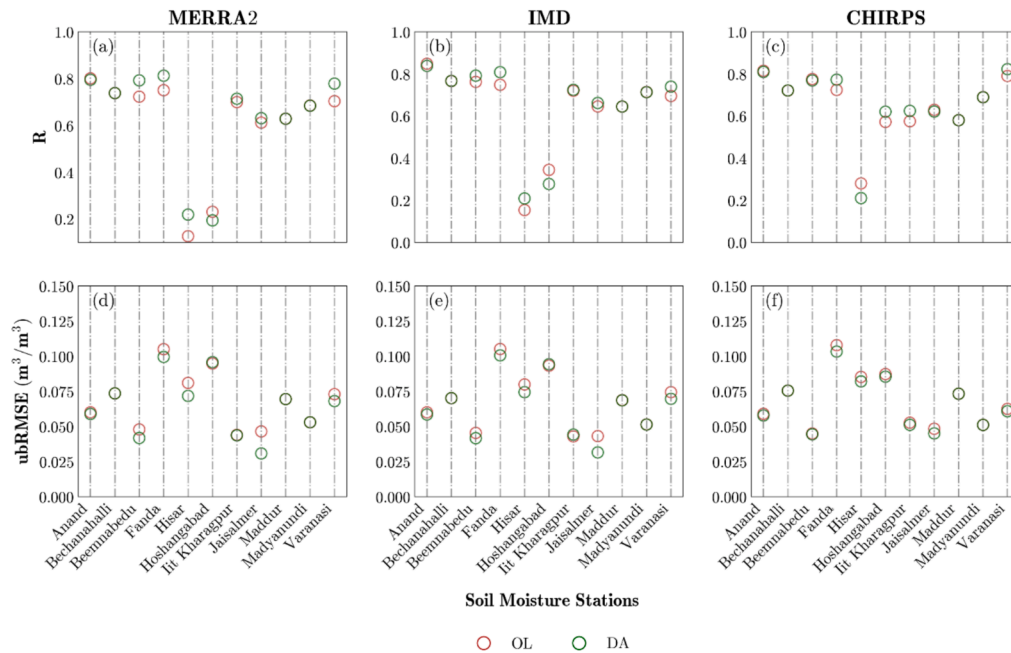 MERRA2 IMD CHIRPS
(a) (b) (c)
R
1.0 0.8 0.6 0.4 0.2
1.0 0.8 0.6 0.4 0.2 0.0
1.0 0.8 0.6 0.4 0.2 0.0
(d) (e) (f)
ubRMSE (m³/m³)
0.150 0.125 0.100 0.075 0.050 0.025 0.000
0.150 0.125 0.100 0.075 0.050 0.025 0.000
0.150 0.125 0.100 0.075 0.050 0.025 0.000
Anand Bechanahalli Beemnabedu Fanda Hisar Hoshangabad Iit Kharagpur Jaisalmer Maddur Madyamundi Varanasi
Anand Bechanahalli Beemnabedu Fanda Hisar Hoshangabad Iit Kharagpur Jaisalmer Maddur Madyamundi Varanasi
Anand Bechanahalli Beemnabedu Fanda Hisar Hoshangabad Iit Kharagpur Jaisalmer Maddur Madyamundi Varanasi
Soil Moisture Stations
OL DA